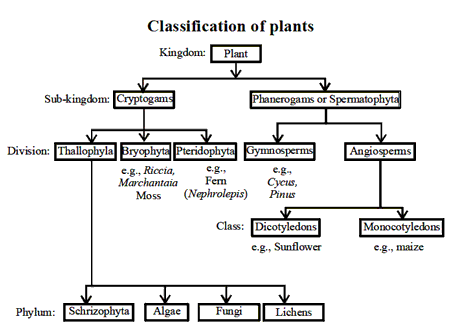 Classification of plants
Kingdom: Plant
Sub-kingdom: Cryptogams Phanerogams or Spermatophyta
Division: Thallophyla Bryophyta Pteridophyta Gymnosperms Angiosperms
e.g., Riccia, e.g., e.g.,
Marchantaia Fern Cycus,
Moss (Nephrolepis) Pinus
Class: Dicotyledons Monocotyledons
e.g., Sunflower e.g., maize
Phylum: Schrizophyta Algae Fungi Lichens